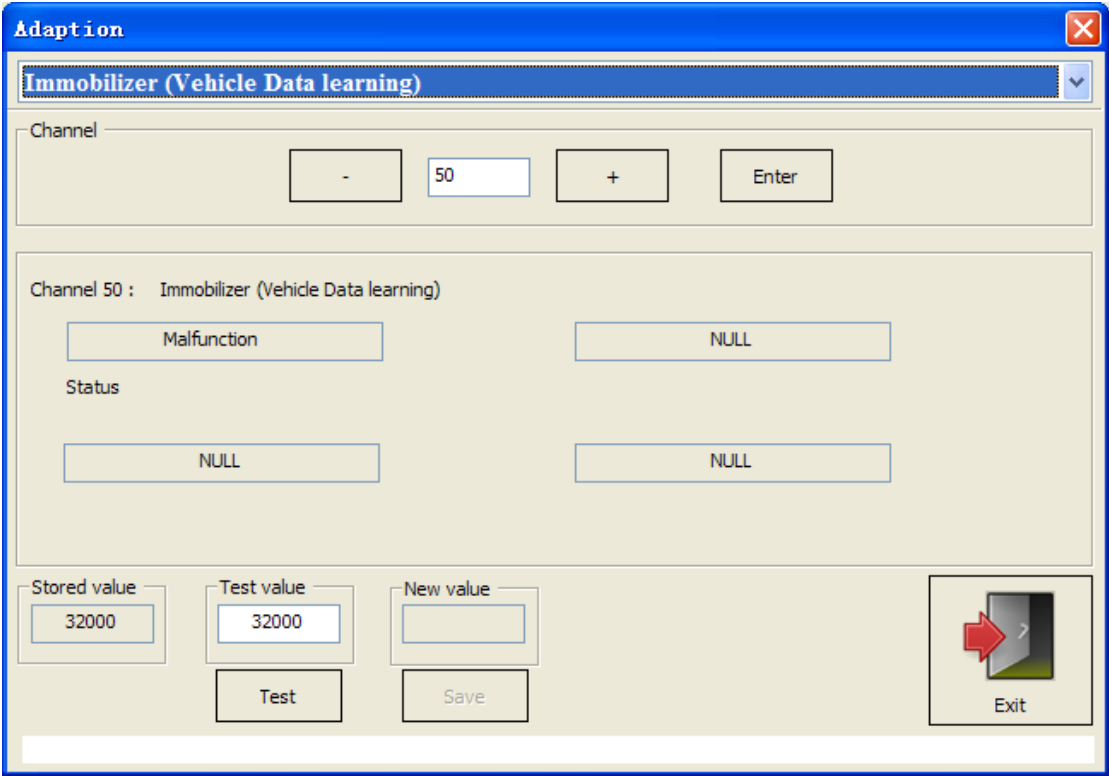 Adaption
Immobilizer (Vehicle Data learning)
Channel
- 50 + Enter
Channel 50 : Immobilizer (Vehicle Data learning)
Malfunction NULL
Status
NULL NULL
Stored value Test value New value
32000 32000
Test Save
Exit